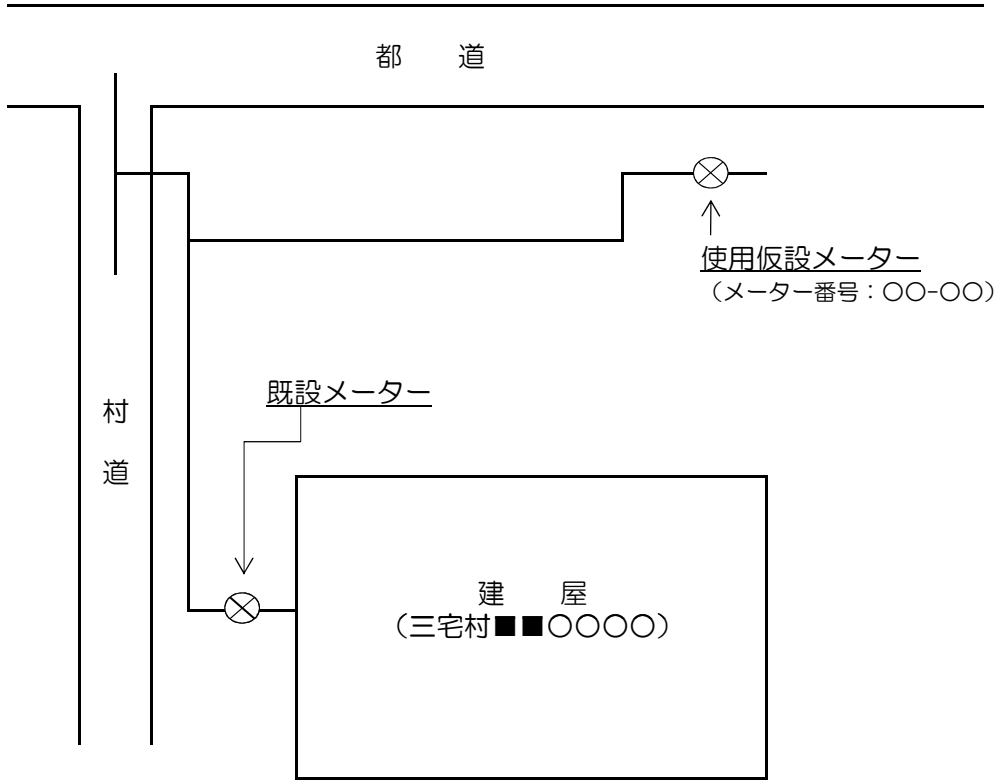 都　道
使用仮設メーター
（メーター番号：〇〇-〇〇）
既設メーター
村道
建　屋
（三宅村■■〇〇〇〇）